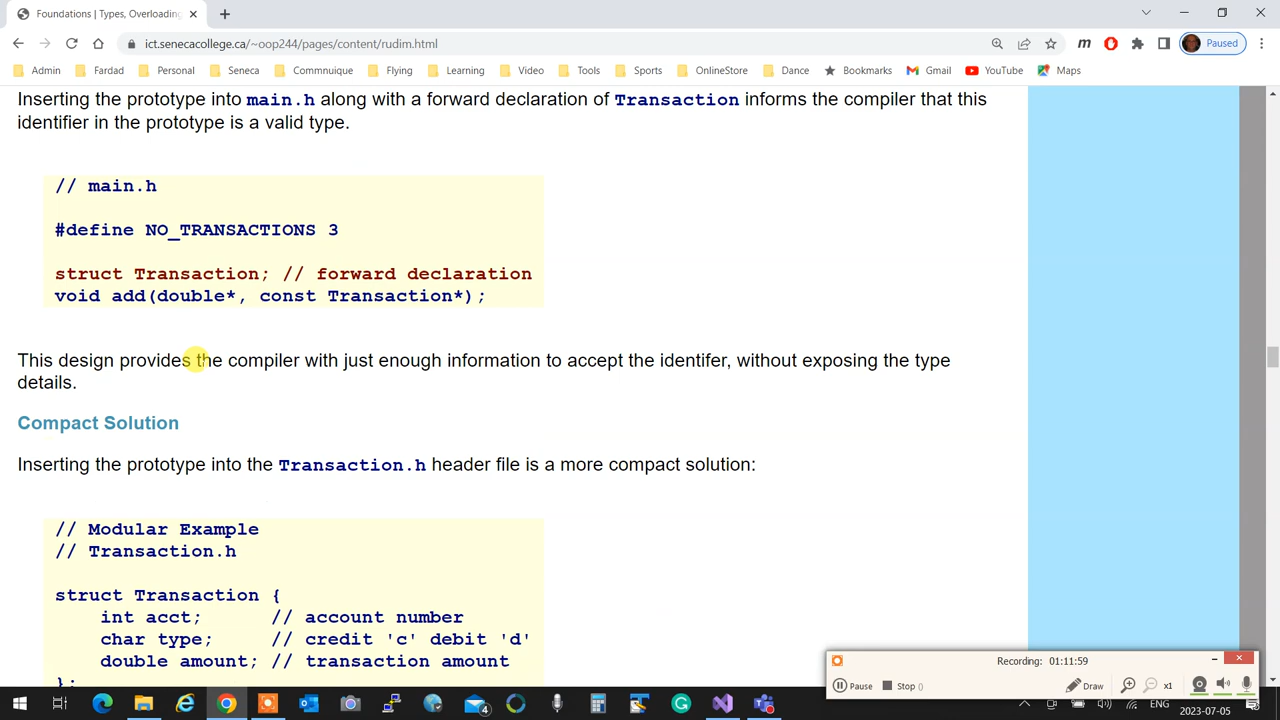 Foundations | Types, Overloading
ict.senecacollege.ca/~oop244/pages/content/rudim.html
Paused
Admin
Fardad
Personal
Seneca
Commnuique
Flying
Learning
Video
Tools
Sports
OnlineStore
Dance
Bookmarks
Gmail
YouTube
Maps
Inserting the prototype into main.h along with a forward declaration of Transaction informs the compiler that this
identifier in the prototype is a valid type.
// main.h
#define NO_TRANSACTIONS 3
struct Transaction; // forward declaration
void add(double*, const Transaction*);
This design provides the compiler with just enough information to accept the identifer, without exposing the type
details.
Compact Solution
Inserting the prototype into the Transaction.h header file is a more compact solution:
// Modular Example
// Transaction.h
struct Transaction {
int acct; // account number
char type; // credit 'c' debit 'd'
double amount; // transaction amount
};
Recording: 01:11:59
Pause
Stop ()
Draw
x1
4
ENG
2023-07-05